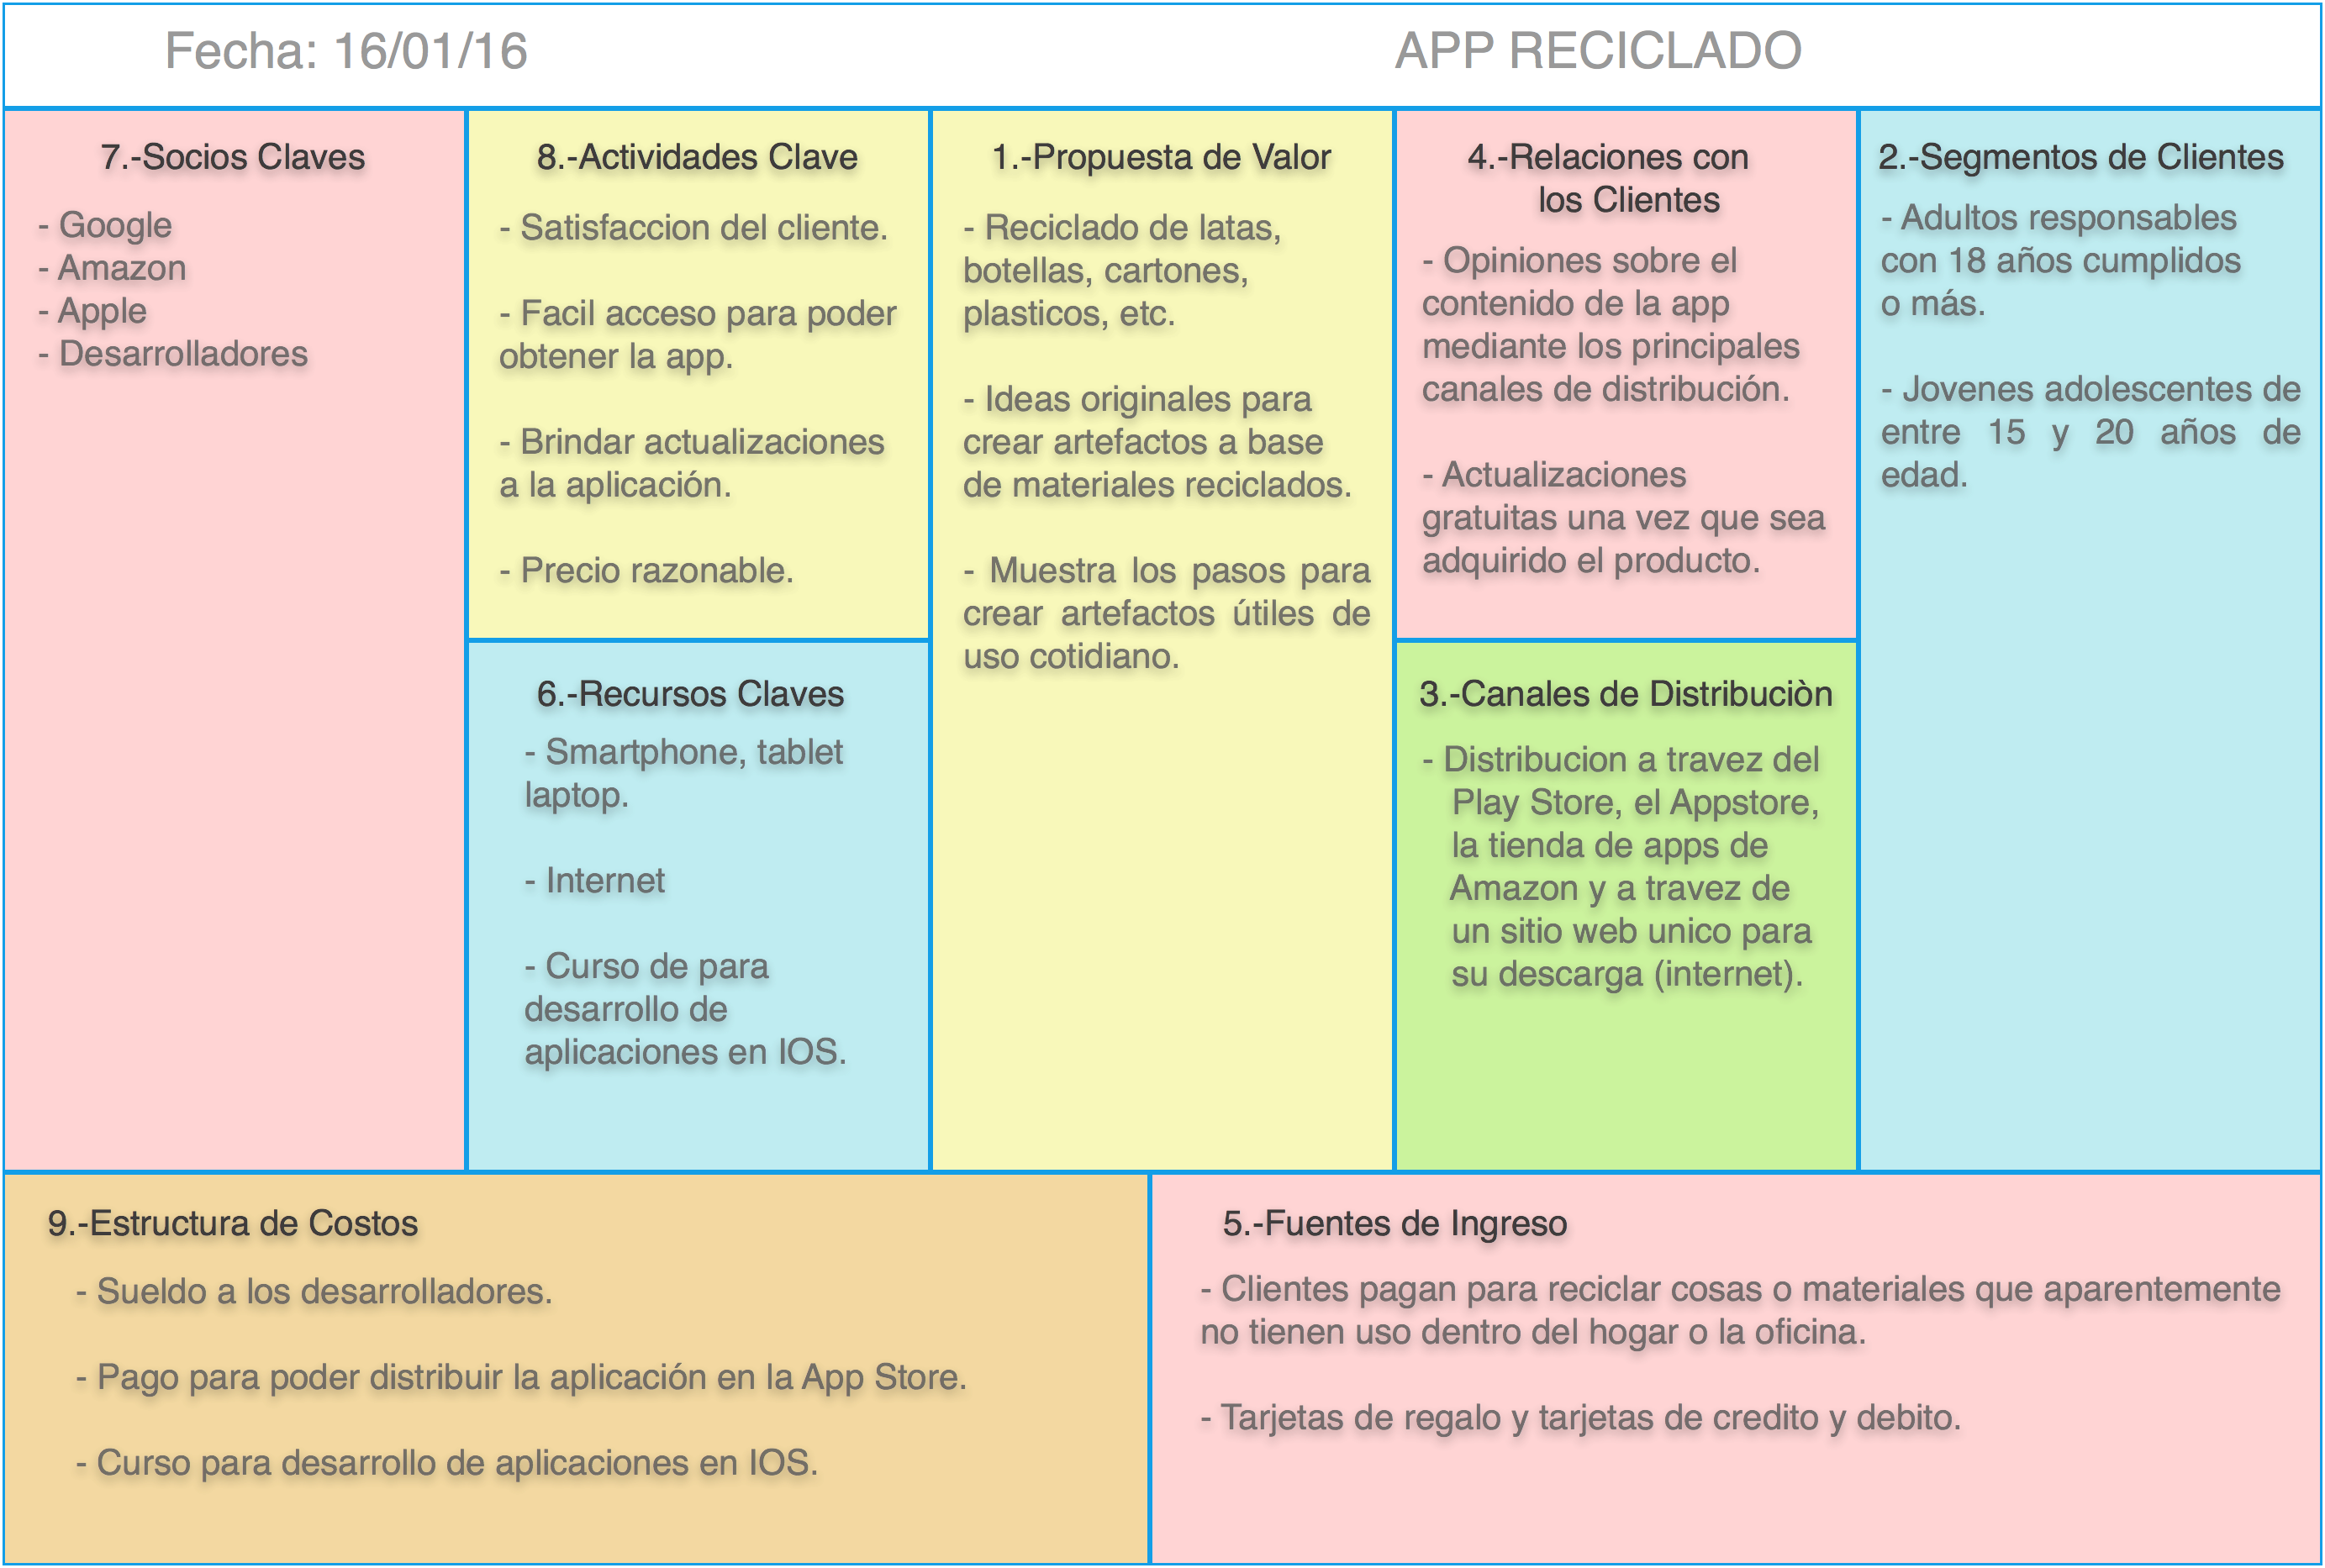 Fecha: 16/01/16
APP RECICLADO
7.-Socios Claves
- Google
- Amazon
- Apple
- Desarrolladores
8.-Actividades Clave
- Satisfaccion del cliente.
- Facil acceso para poder
obtener la app.
- Brindar actualizaciones
a la aplicación.
- Precio razonable.
6.-Recursos Claves
- Smartphone, tablet
laptop.
- Internet
- Curso de para
desarrollo de
aplicaciones en IOS.
1.-Propuesta de Valor
- Reciclado de latas,
botellas, cartones,
plasticos, etc.
- Ideas originales para
crear artefactos a base
de materiales reciclados.
- Muestra los pasos para
crear artefactos útiles de
uso cotidiano.
4.-Relaciones con
los Clientes
- Opiniones sobre el
contenido de la app
mediante los principales
canales de distribución.
- Actualizaciones
gratuitas una vez que sea
adquirido el producto.
3.-Canales de Distribuciòn
- Distribucion a travez del
Play Store, el Appstore,
la tienda de apps de
Amazon y a travez de
un sitio web unico para
su descarga (internet).
2.-Segmentos de Clientes
- Adultos responsables
con 18 años cumplidos
o más.
- Jovenes adolescentes de
entre 15 y 20 años de
edad.
9.-Estructura de Costos
- Sueldo a los desarrolladores.
- Pago para poder distribuir la aplicación en la App Store.
- Curso para desarrollo de aplicaciones en IOS.
5.-Fuentes de Ingreso
- Clientes pagan para reciclar cosas o materiales que aparentemente
no tienen uso dentro del hogar o la oficina.
- Tarjetas de regalo y tarjetas de credito y debito.